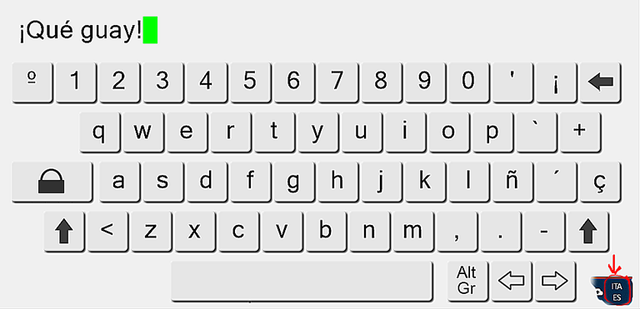 ¡Qué guay!
º 1 2 3 4 5 6 7 8 9 0 ' ¡
q w e r t y u i o p ` +
a s d f g h j k l ñ ´ ç
< z x c v b n m , . -
Alt
Gr
ITA
ES